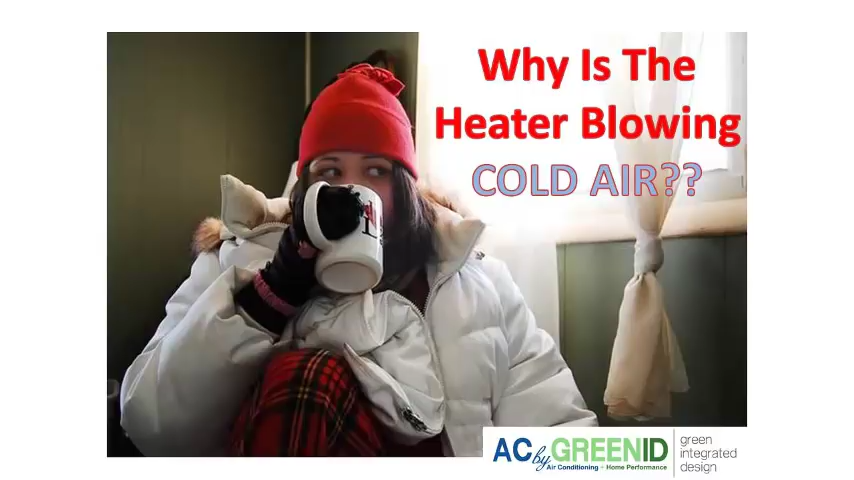 Why Is The
Heater Blowing
COLD AIR??
AC by GREENID
Air Conditioning - Home Performance
green
integrated
design